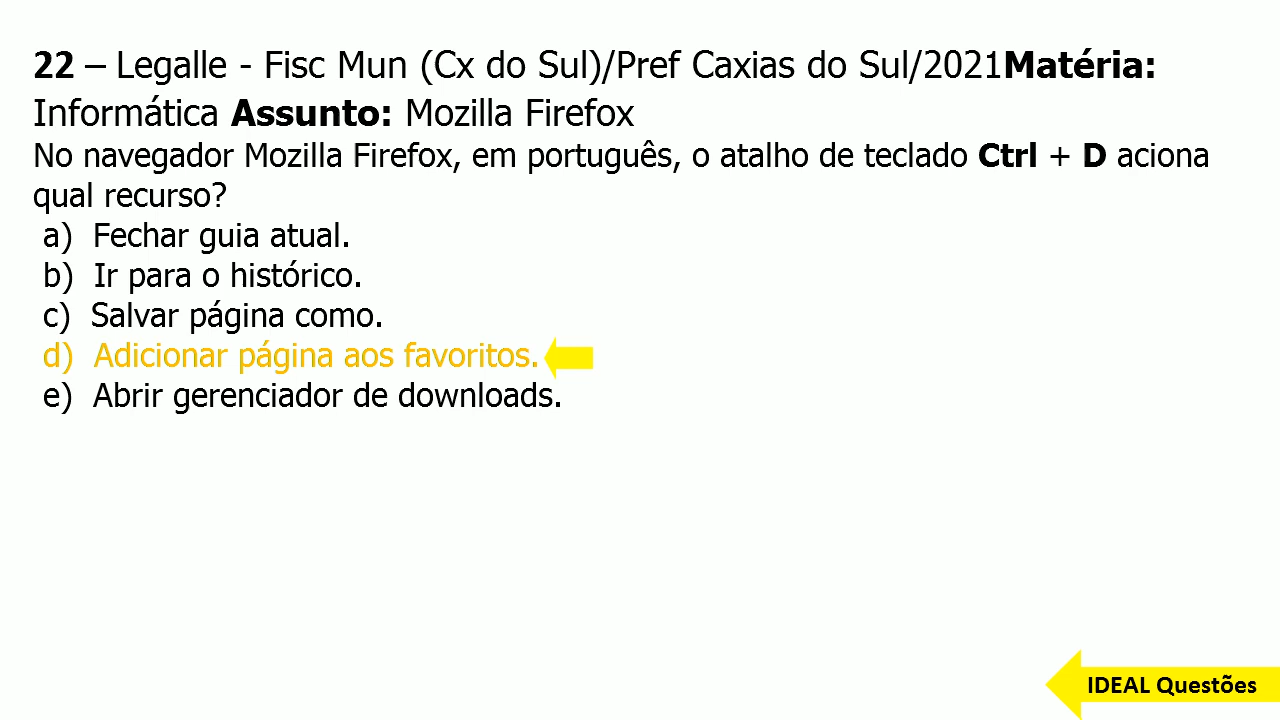 22 – Legalle - Fisc Mun (Cx do Sul)/Pref Caxias do Sul/2021Matéria:
Informática Assunto: Mozilla Firefox
No navegador Mozilla Firefox, em português, o atalho de teclado Ctrl + D aciona
qual recurso?
a) Fechar guia atual.
b) Ir para o histórico.
c) Salvar página como.
d) Adicionar página aos favoritos.
e) Abrir gerenciador de downloads.
IDEAL Questões